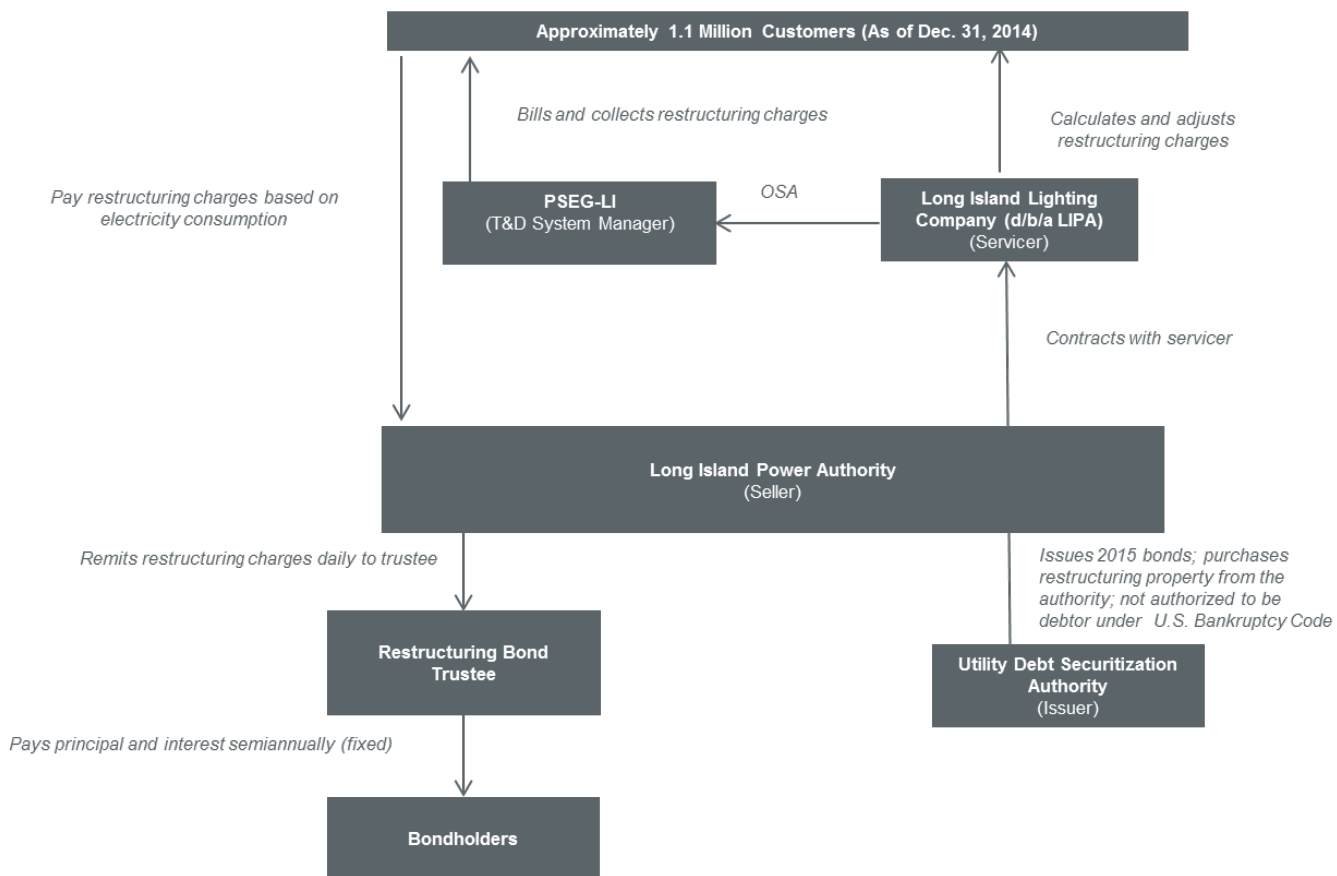 Approximately 1.1 Million Customers (As of Dec. 31, 2014)
Bills and collects restructuring charges
Calculates and adjusts
restructuring charges
Pay restructuring charges based on
electricity consumption
PSEG-LI
(T&D System Manager)
OSA
Long Island Lighting
Company (d/b/a LIPA)
(Servicer)
Contracts with servicer
Long Island Power Authority
(Seller)
Remits restructuring charges daily to trustee
Issues 2015 bonds; purchases
restructuring property from the
authority; not authorized to be
debtor under U.S. Bankruptcy Code
Restructuring Bond
Trustee
Utility Debt Securitization
Authority
(Issuer)
Pays principal and interest semiannually (fixed)
Bondholders